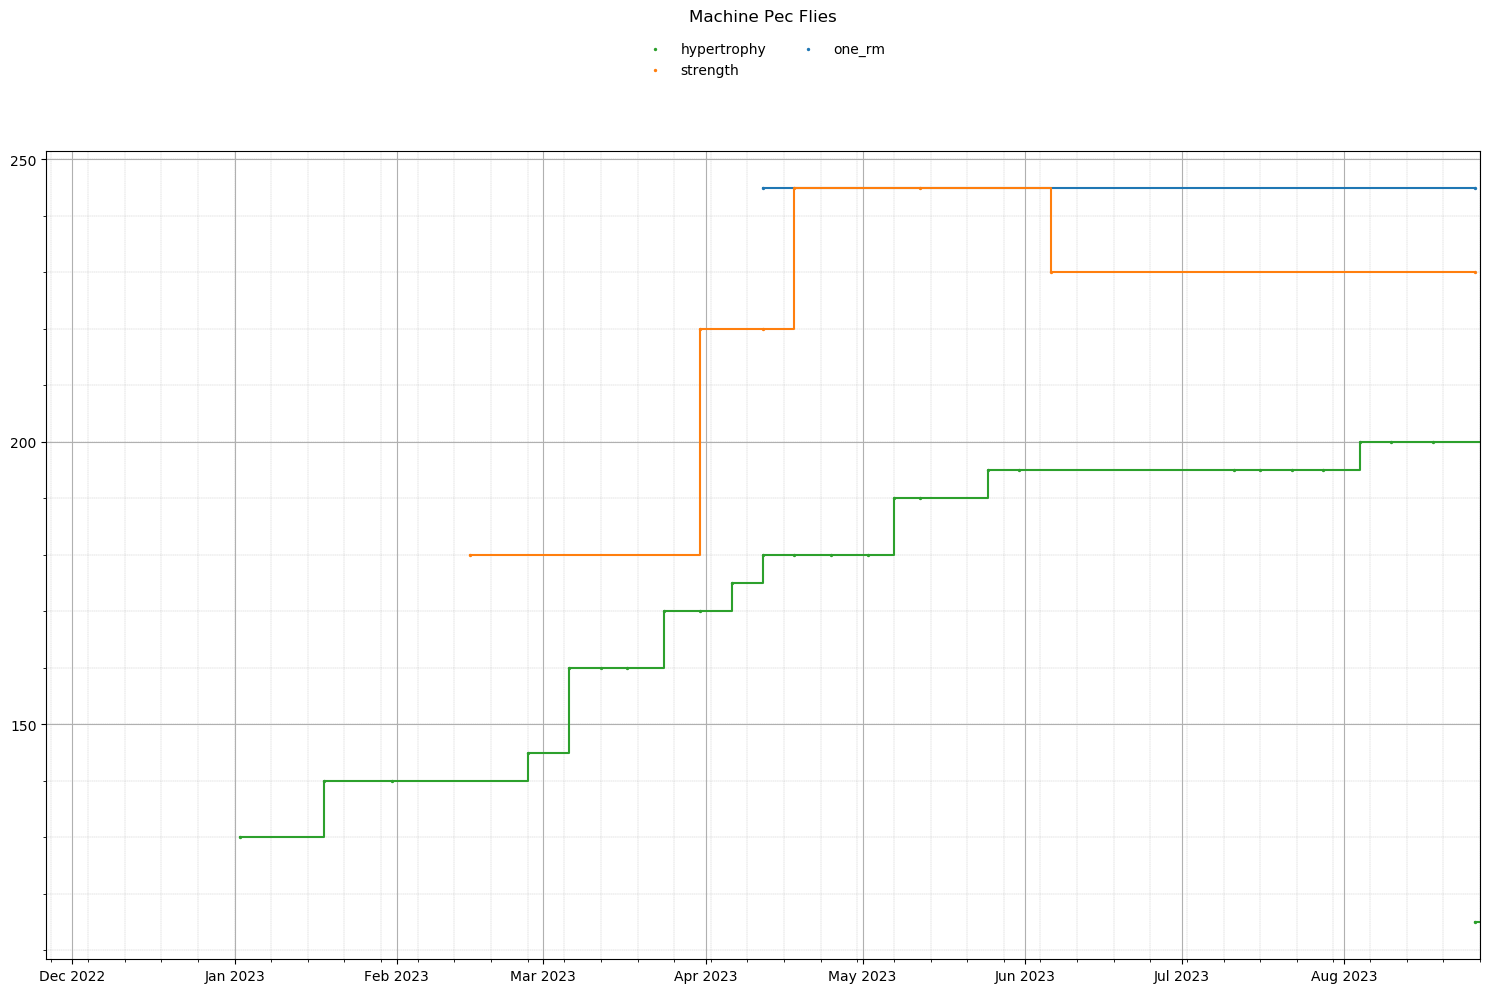 Machine Pec Flies
hypertrophy one_rm
strength
250
200
150
Dec 2022 Jan 2023 Feb 2023 Mar 2023 Apr 2023 May 2023 Jun 2023 Jul 2023 Aug 2023